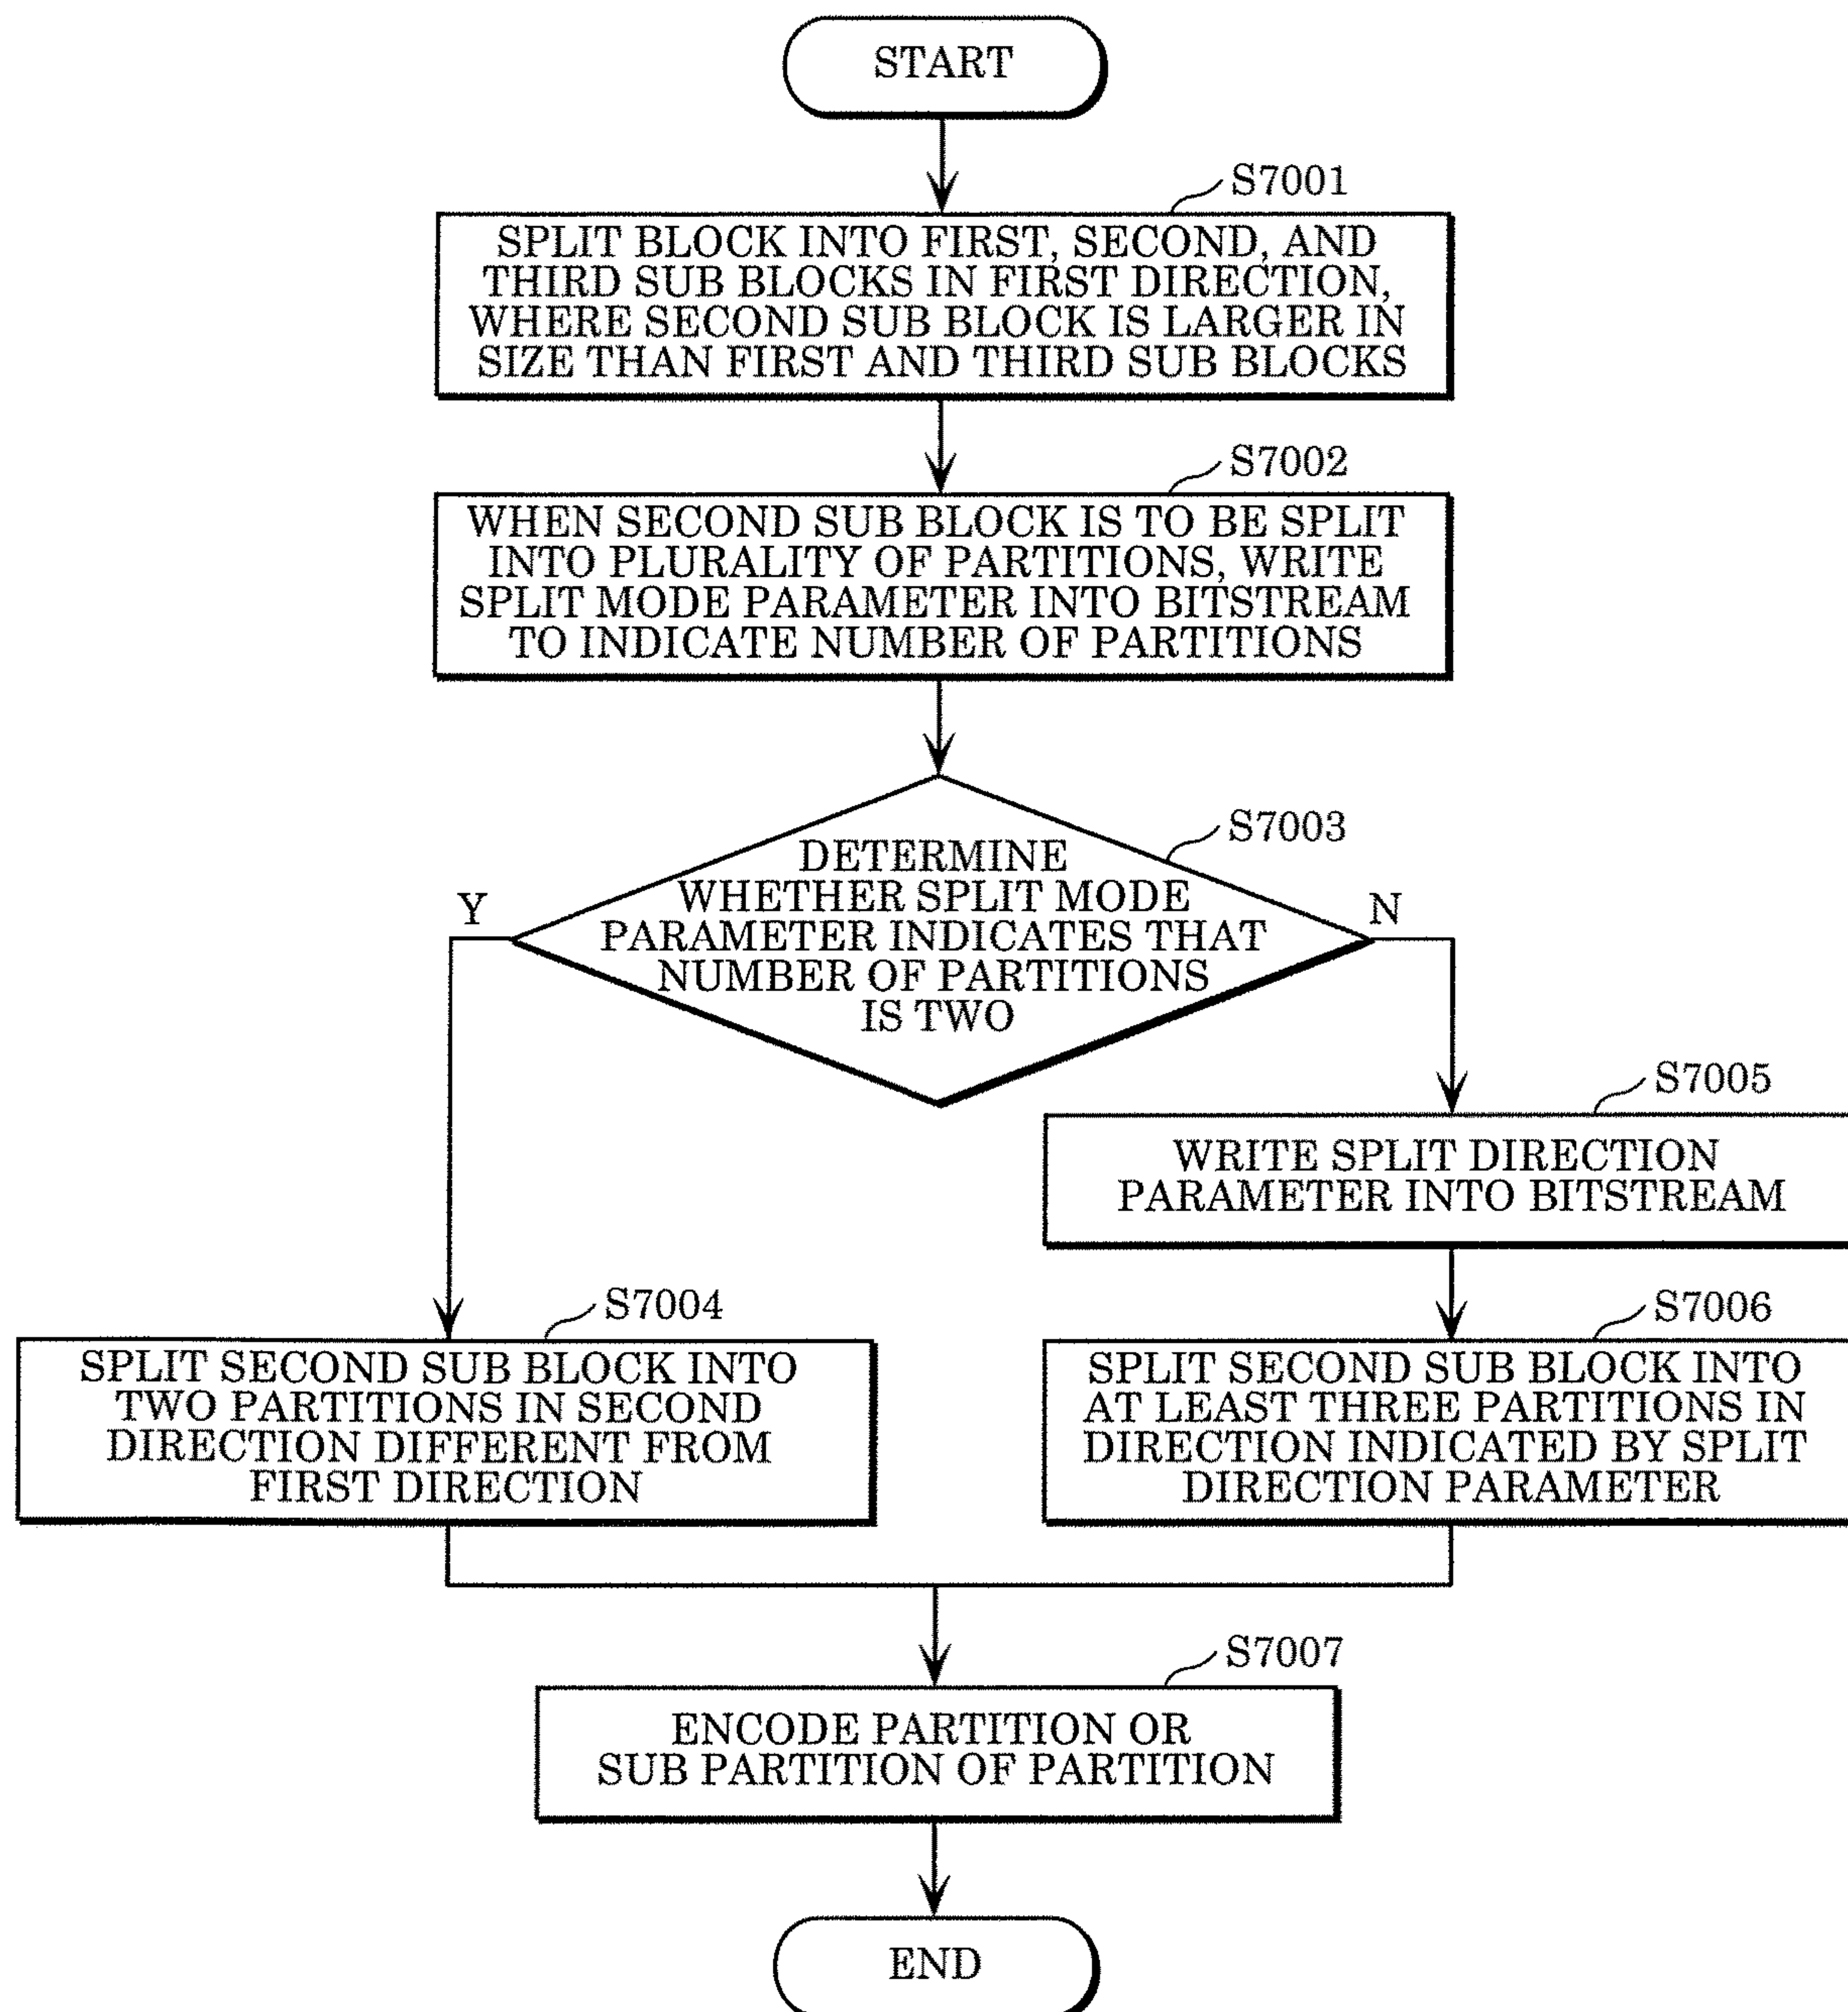 START
S7001
SPLIT BLOCK INTO FIRST, SECOND, AND
THIRD SUB BLOCKS IN FIRST DIRECTION,
WHERE SECOND SUB BLOCK IS LARGER IN
SIZE THAN FIRST AND THIRD SUB BLOCKS
S7002
WHEN SECOND SUB BLOCK IS TO BE SPLIT
INTO PLURALITY OF PARTITIONS, WRITE
SPLIT MODE PARAMETER INTO BITSTREAM
TO INDICATE NUMBER OF PARTITIONS
S7003
DETERMINE
WHETHER SPLIT MODE
PARAMETER INDICATES THAT
NUMBER OF PARTITIONS
IS TWO
Y
N
S7005
WRITE SPLIT DIRECTION
PARAMETER INTO BITSTREAM
S7004
SPLIT SECOND SUB BLOCK INTO
TWO PARTITIONS IN SECOND
DIRECTION DIFFERENT FROM
FIRST DIRECTION
S7006
SPLIT SECOND SUB BLOCK INTO
AT LEAST THREE PARTITIONS IN
DIRECTION INDICATED BY SPLIT
DIRECTION PARAMETER
S7007
ENCODE PARTITION OR
SUB PARTITION OF PARTITION
END